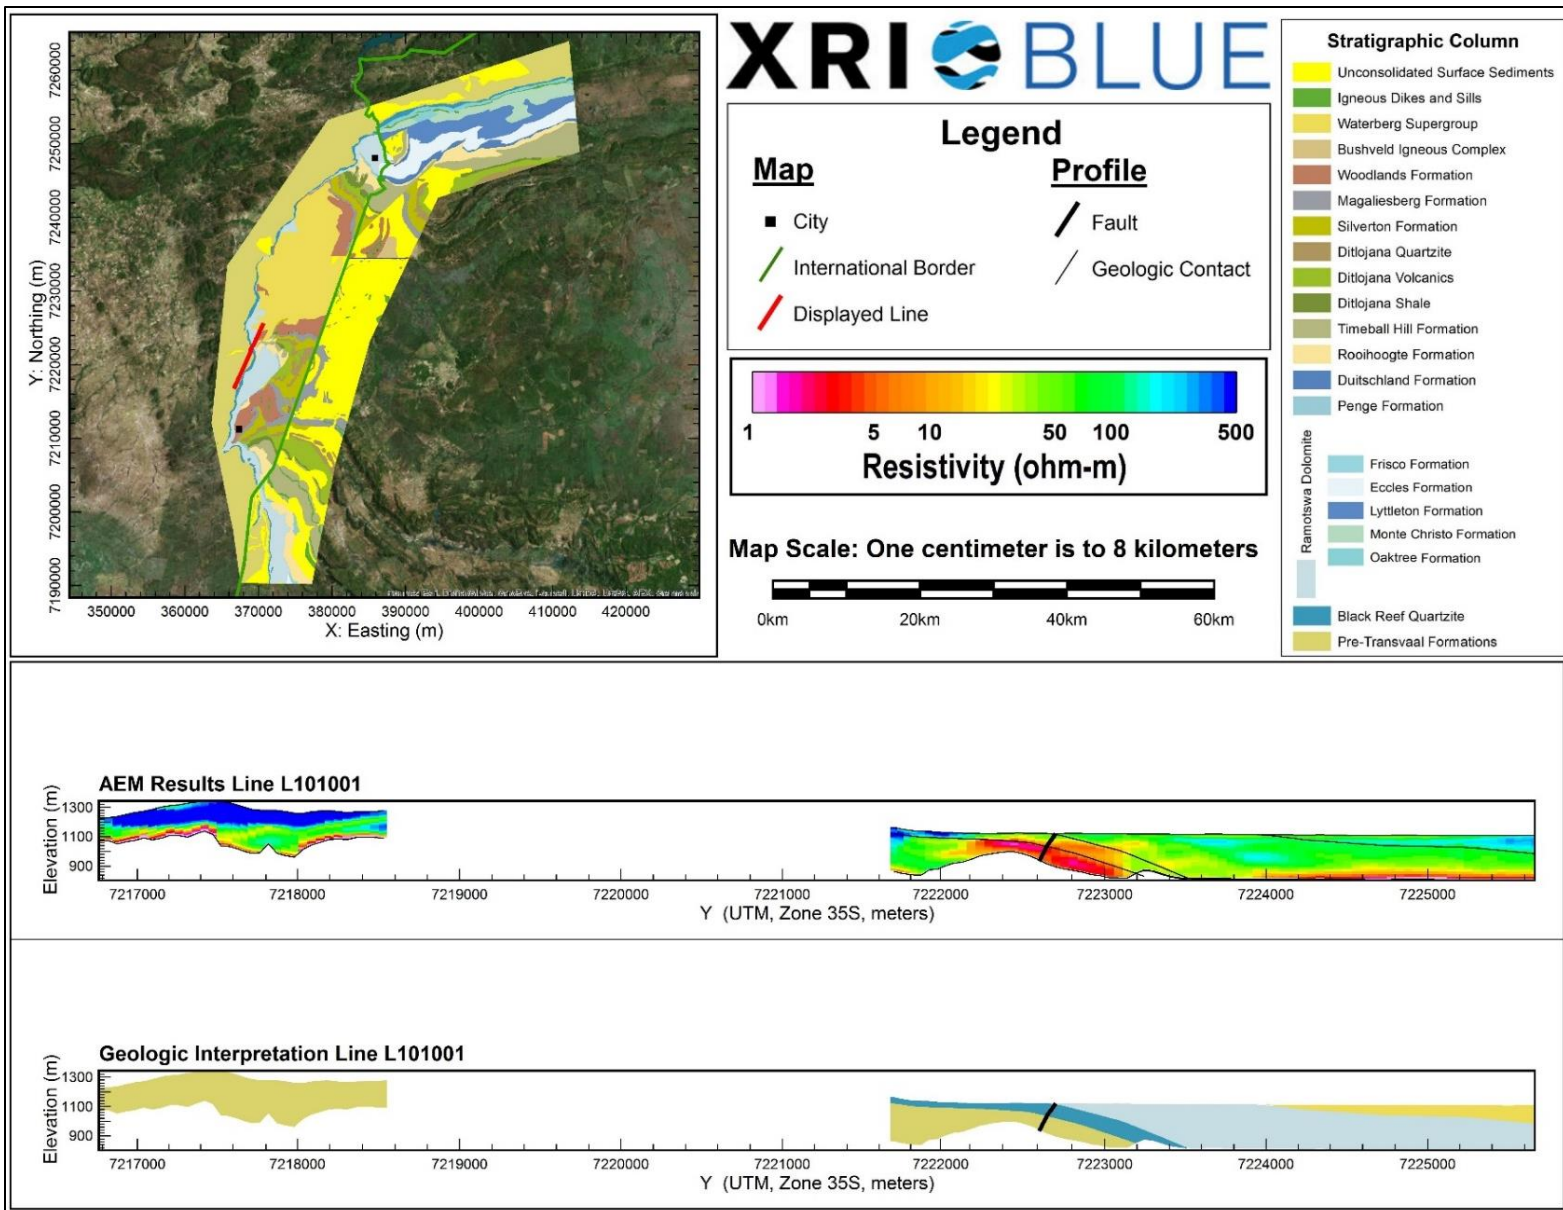 XRI BLUE
7260000
7250000
7240000
7230000
7220000
7210000
7200000
7190000
Y: Northing (m)
350000 360000 370000 380000 390000 400000 410000 420000
X: Easting (m)
Legend
Map
City
International Border
Displayed Line
Profile
Fault
Geologic Contact
1 5 10 50 100 500
Resistivity (ohm-m)
Map Scale: One centimeter is to 8 kilometers
0km 20km 40km 60km
Stratigraphic Column
Unconsolidated Surface Sediments
Igneous Dikes and Sills
Waterberg Supergroup
Bushveld Igneous Complex
Woodlands Formation
Magaliesberg Formation
Silverton Formation
Ditlojana Quartzite
Ditlojana Volcanics
Ditlojana Shale
Timeball Hill Formation
Rooihoogte Formation
Duitschland Formation
Penge Formation
Ramotswa Dolomite
Frisco Formation
Eccles Formation
Lyttleton Formation
Monte Christo Formation
Oaktree Formation
Black Reef Quartzite
Pre-Transvaal Formations
AEM Results Line L101001
Elevation (m)
1300
1100
900
7217000 7218000 7219000 7220000 7221000 7222000 7223000 7224000 7225000
Y (UTM, Zone 35S, meters)
Geologic Interpretation Line L101001
Elevation (m)
1300
1100
900
7217000 7218000 7219000 7220000 7221000 7222000 7223000 7224000 7225000
Y (UTM, Zone 35S, meters)